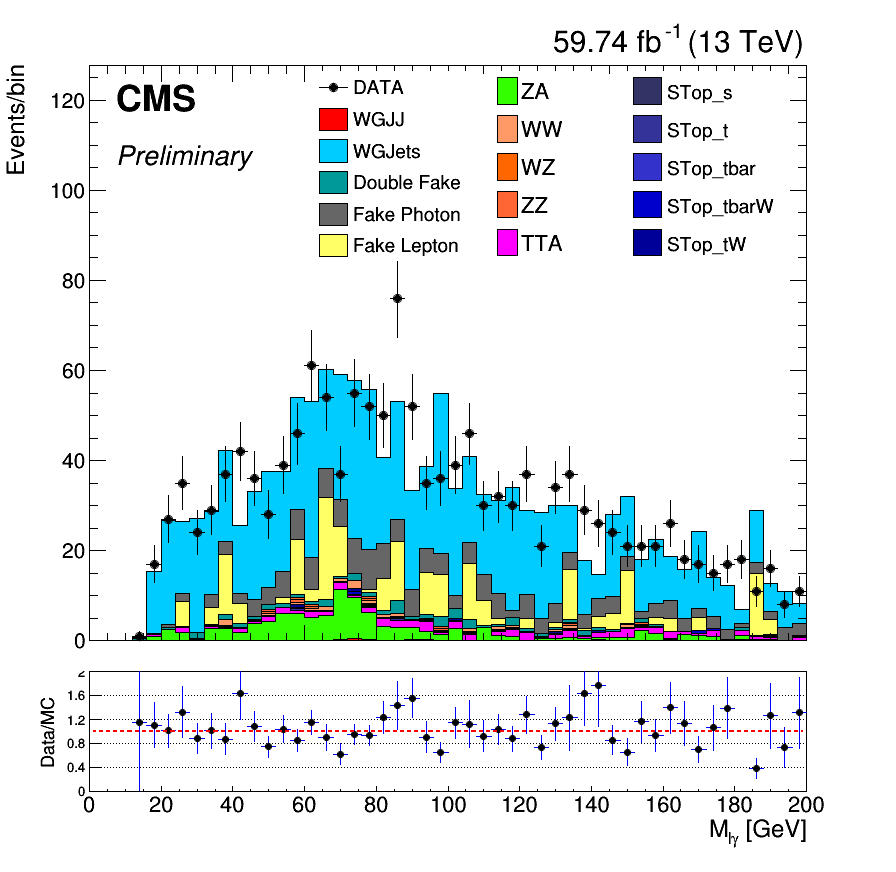 59.74 fb-1 (13 TeV)
CMS
Preliminary
Events/bin
120
100
80
60
40
20
0
DATA
WGJJ
WGJets
Double Fake
Fake Photon
Fake Lepton
ZA
WW
WZ
ZZ
TTA
STop_s
STop_t
STop_tbar
STop_tbarW
STop_tW
Data/MC
2
1.6
1.2
0.8
0.4
0
0 20 40 60 80 100 120 140 160 180 200
Mlγ [GeV]